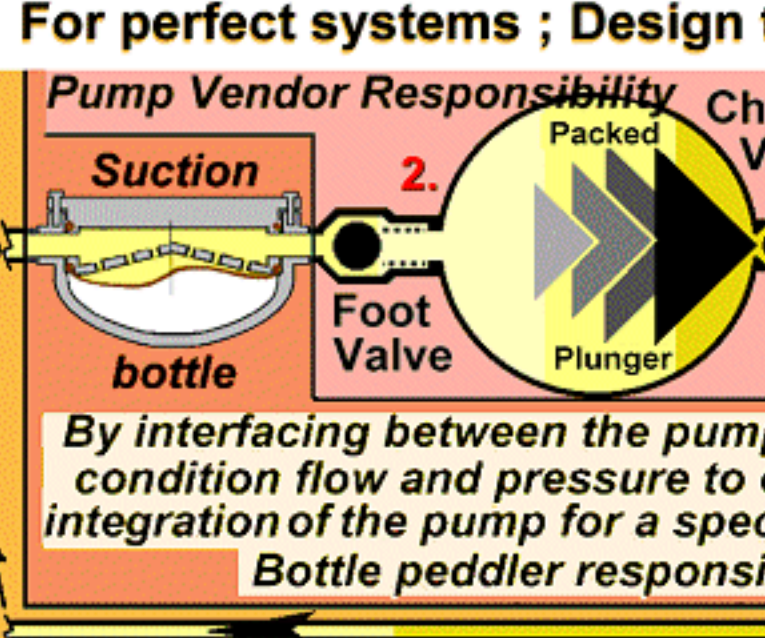 For perfect systems ; Design
Pump Vendor Responsibility
Ch
V
Packed
Suction
2.
Foot
Valve
Plunger
bottle
By interfacing between the pump
condition flow and pressure to
integration of the pump for a spec
Bottle peddler responsi